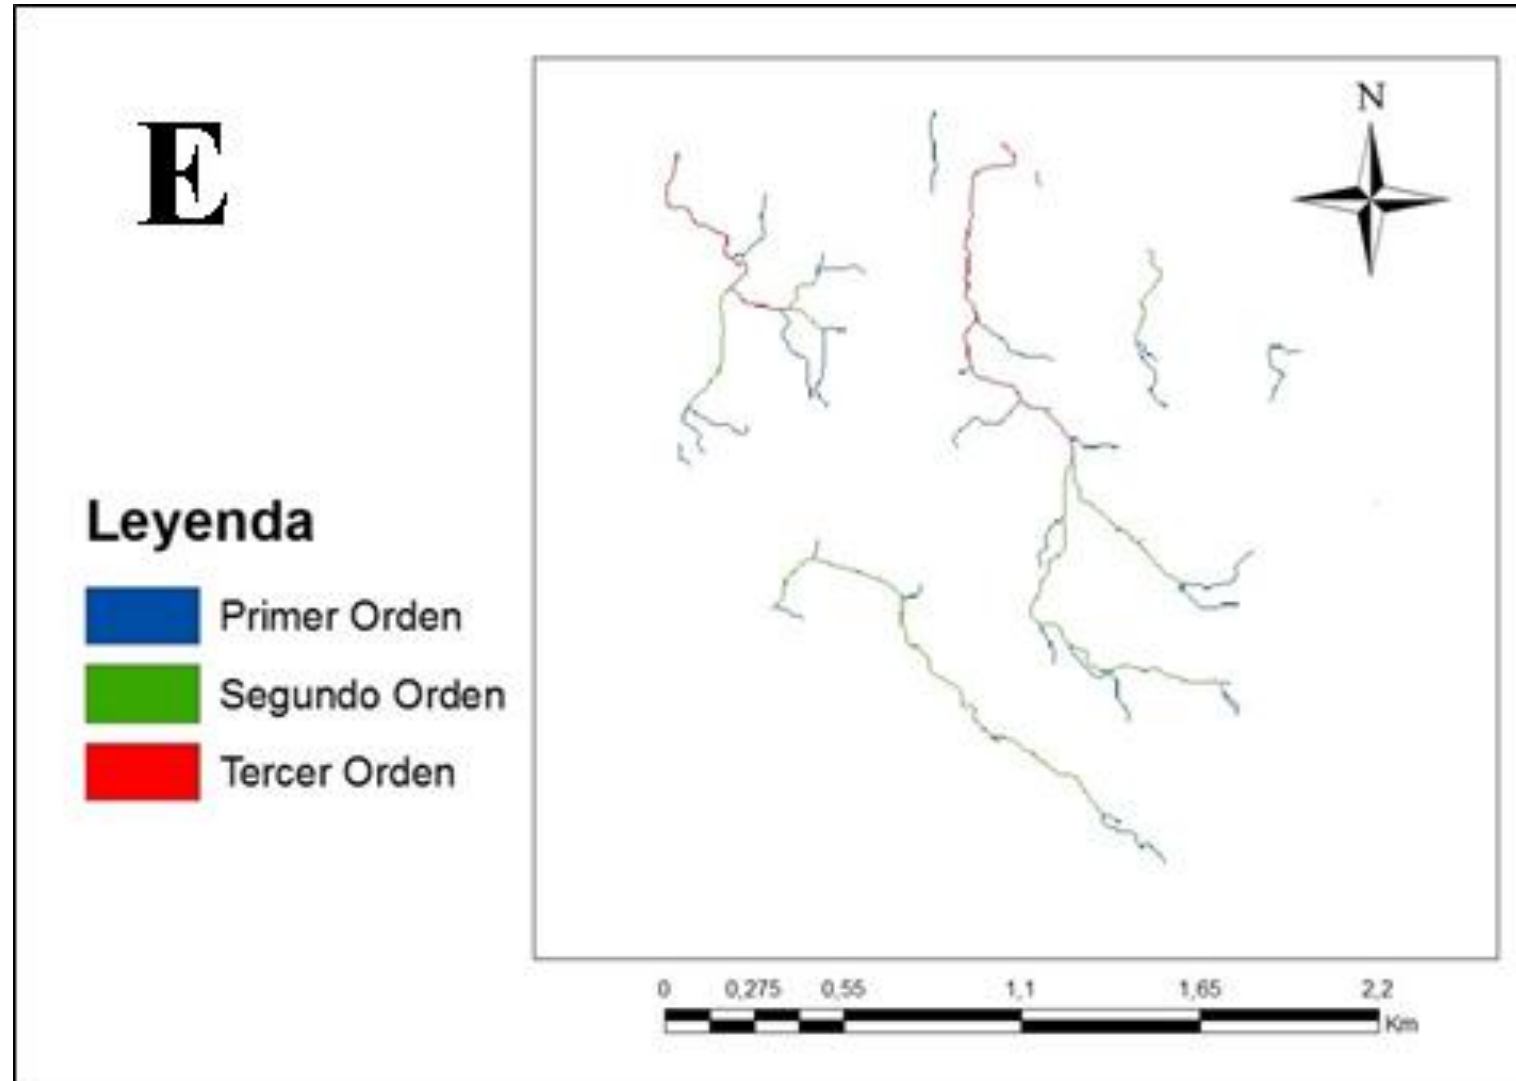 E
N
Leyenda
Primer Orden
Segundo Orden
Tercer Orden
0 0,275 0,55 1,1 1,65 2,2
Km